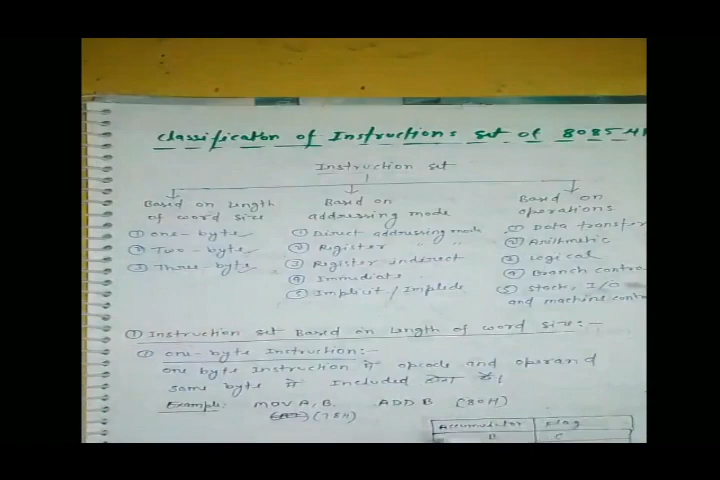 Classification of Instructions set of 8085 μP
Instruction set
Based on Length
of word size
① One-byte
② Two-byte
③ Three-byte
Based on
addressing mode
① Direct addressing mode
② Register " "
③ Register indirect
④ Immediate
⑤ Implicit / Implede
Based on
operations
① Data transfer
② Arithmetic
③ Logical
④ Branch contro
⑤ Stack, I/O
and machine contr
① Instruction set Based on Length of word size:-
① One-byte Instruction:-
One byte Instruction में opcode and operand
same byte में Included होता है।
Example: MOV A, B ADD B (80H)
(78H)
Accumulator Flag
B C